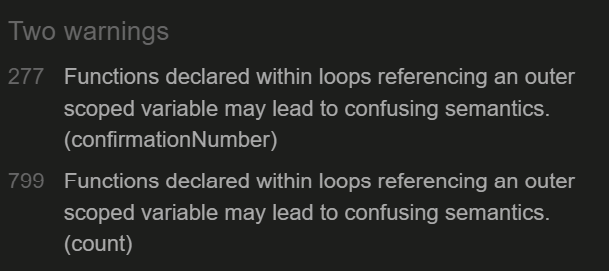 Two warnings
277 Functions declared within loops referencing an outer
scoped variable may lead to confusing semantics.
(confirmationNumber)
799 Functions declared within loops referencing an outer
scoped variable may lead to confusing semantics.
(count)